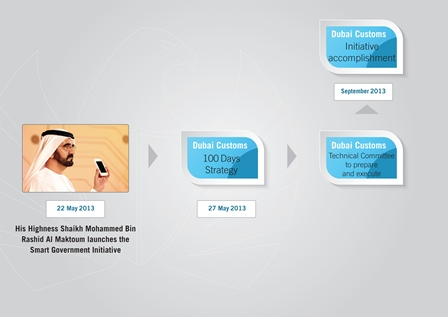 22 May 2013
His Highness Shaikh Mohammed Bin
Rashid Al Maktoum launches the
Smart Government Initiative
Dubai Customs
100 Days
Strategy
27 May 2013
Dubai Customs
Technical Committee
to prepare
and execute
Dubai Customs
Initiative
accomplishment
September 2013